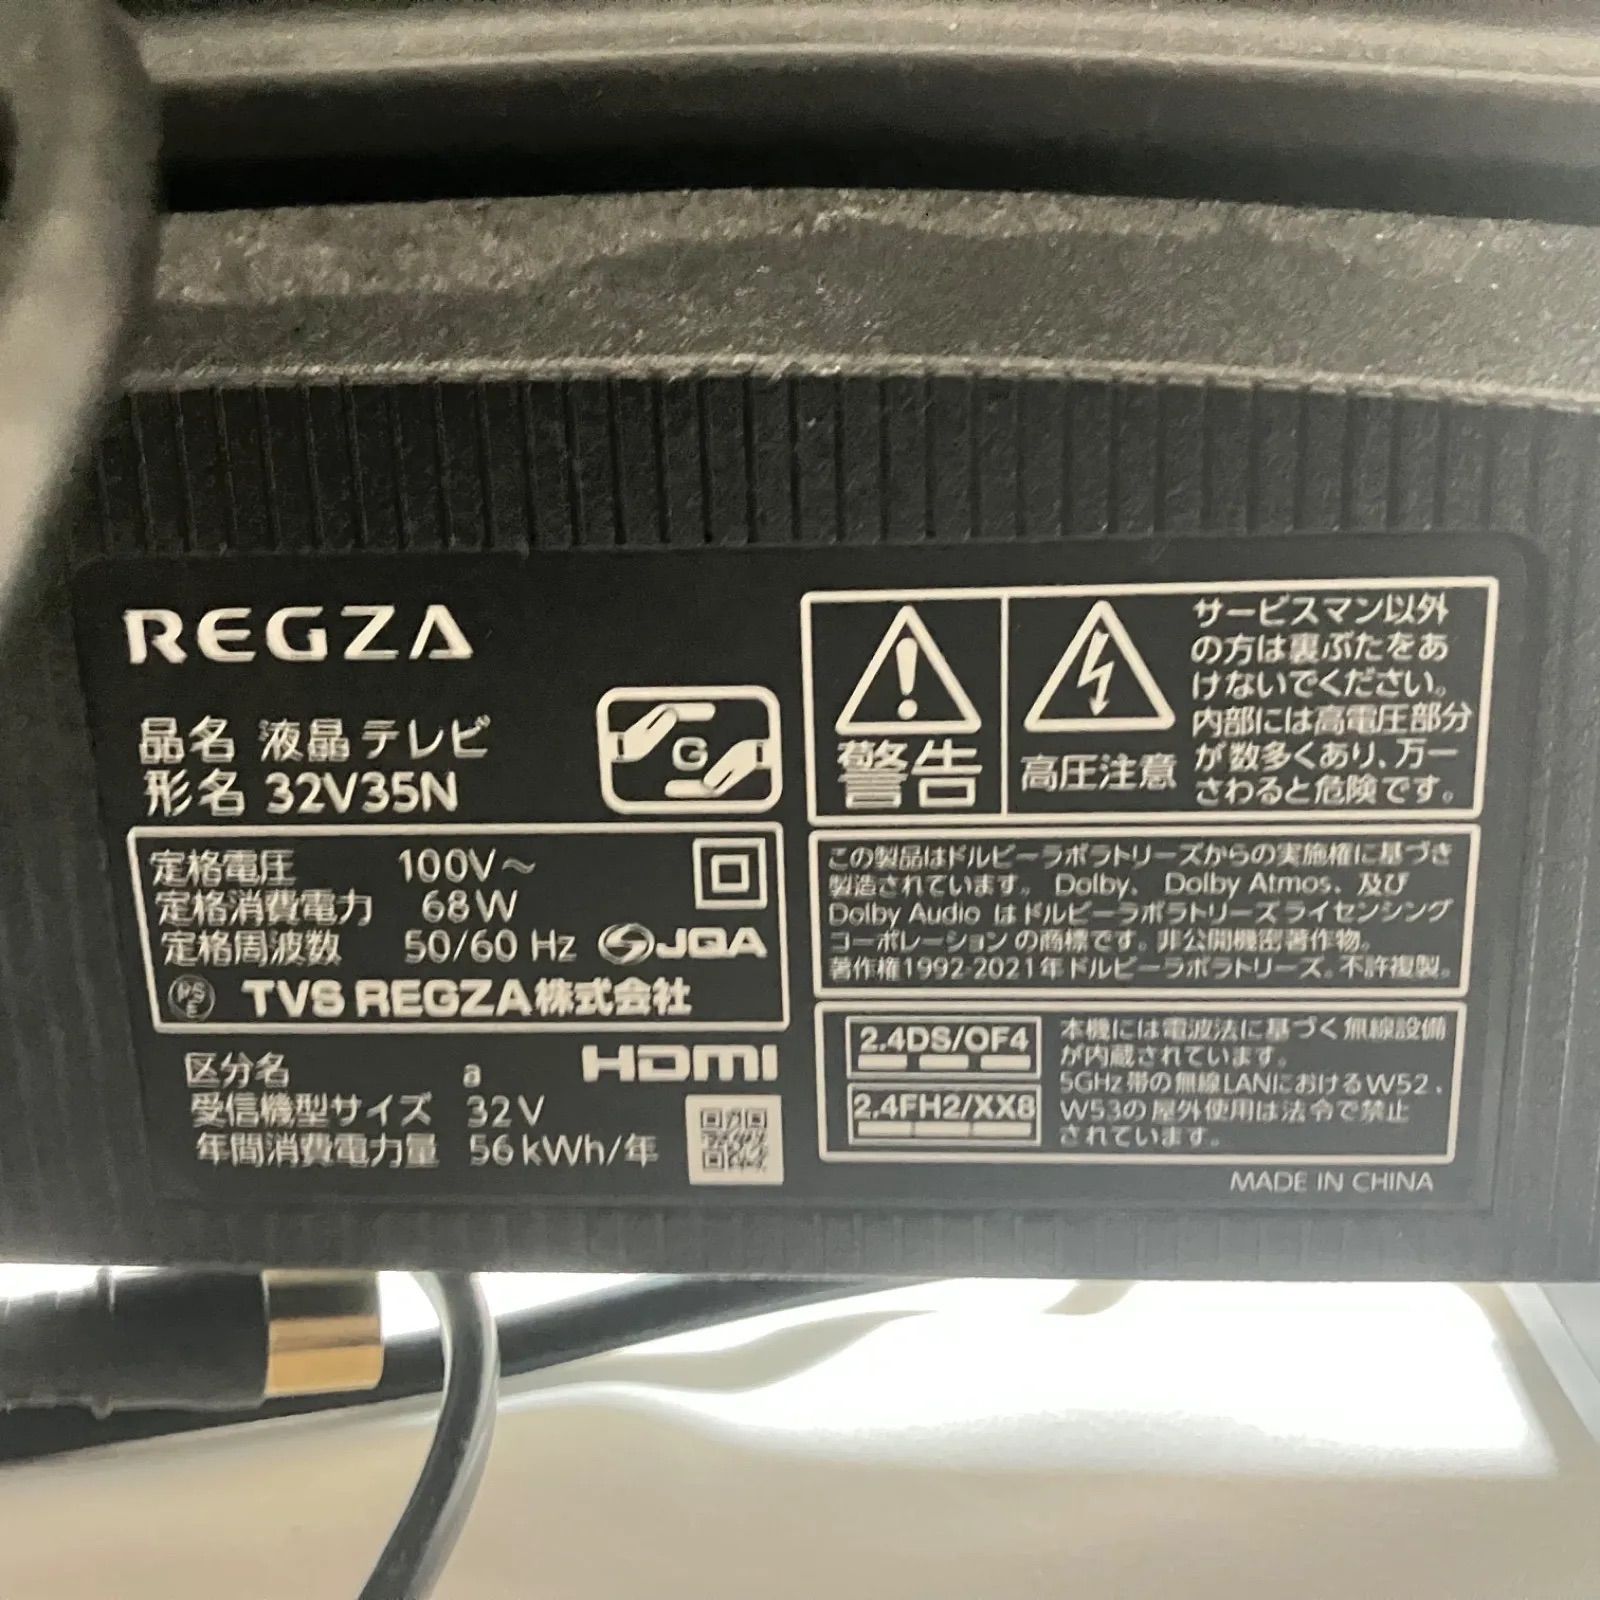 REGZA
品名 液晶テレビ
形名 32V35N
G
定格電圧 100V～
定格消費電力 68W
定格周波数 50/60 Hz
JQA
PS
E
TVS REGZA株式会社
区分名 a
受信機型サイズ 32V
年間消費電力量 56kWh/年
HDMI
警告
高圧注意
サービスマン以外
の方は裏ぶたをあ
けないでください。
内部には高電圧部分
が数多くあり、万一
さわると危険です。
この製品はドルビーラボラトリーズからの実施権に基づき
製造されています。 Dolby、 Dolby Atmos、及び
Dolby Audio はドルビーラボラトリーズライセンシング
コーポレーションの商標です。非公開機密著作物。
著作権1992-2021年ドルビーラボラトリーズ。不許複製。
2.4DS/OF4
2.4FH2/XX8
本機には電波法に基づく無線設備
が内蔵されています。
5GHz帯の無線LANにおけるW52、
W53の屋外使用は法令で禁止
されています。
MADE IN CHINA